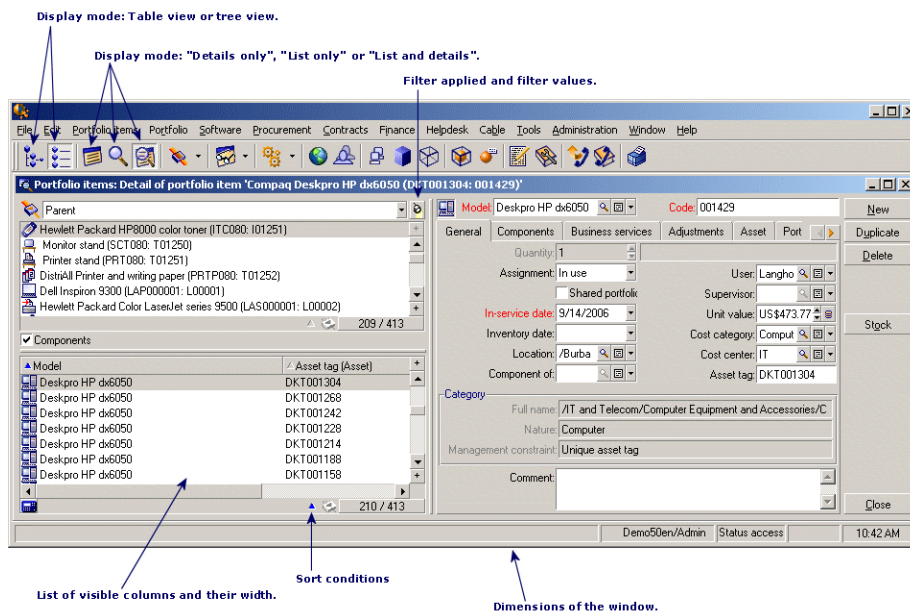 Display mode: Table view or tree view.
Display mode: "Details only", "List only" or "List and details".
Filter applied and filter values.
File Edit Portfolio items Portfolio Software Procurement Contracts Finance Helpdesk Cable Tools Administration Window Help
Portfolio items: Detail of portfolio item 'Compaq Deskpro HP dx6050 (DKT001304: 001429)'
Parent
Hewlett Packard HP8000 color toner (ITC080: I01251)
Monitor stand (SCT080: T01250)
Printer stand (PRT080: T01251)
DistriAll Printer and writing paper (PRTP080: T01252)
Dell Inspiron 9300 (LAP000001: L00001)
Hewlett Packard Color LaserJet series 9500 (LAS000001: L00002)
209 / 413
Components
Model Asset tag (Asset)
Deskpro HP dx6050 DKT001304
Deskpro HP dx6050 DKT001268
Deskpro HP dx6050 DKT001242
Deskpro HP dx6050 DKT001228
Deskpro HP dx6050 DKT001214
Deskpro HP dx6050 DKT001188
Deskpro HP dx6050 DKT001158
210 / 413
Model: Deskpro HP dx6050 Code: 001429
General Components Business services Adjustments Asset Port
Quantity: 1
Assignment: In use User: Langho
Shared portfolio Supervisor:
In-service date: 9/14/2006 Unit value: US$473.77
Inventory date: Cost category: Comput
Location: /Burba Cost center: IT
Component of: Asset tag: DKT001304
Category
Full name: /IT and Telecom/Computer Equipment and Accessories/C
Nature: Computer
Management constraint: Unique asset tag
Comment:
New
Duplicate
Delete
Stock
Close
Demo50en/Admin Status access 10:42 AM
Sort conditions
List of visible columns and their width.
Dimensions of the window.